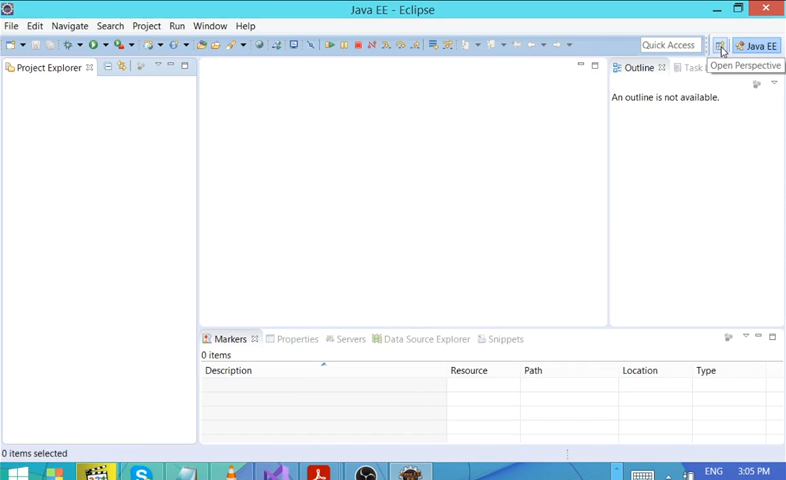 Java EE - Eclipse
File Edit Navigate Search Project Run Window Help
Quick Access
Java EE
Open Perspective
Project Explorer
Outline
Task
An outline is not available.
Markers Properties Servers Data Source Explorer Snippets
0 items
Description Resource Path Location Type
0 items selected
ENG 3:05 PM